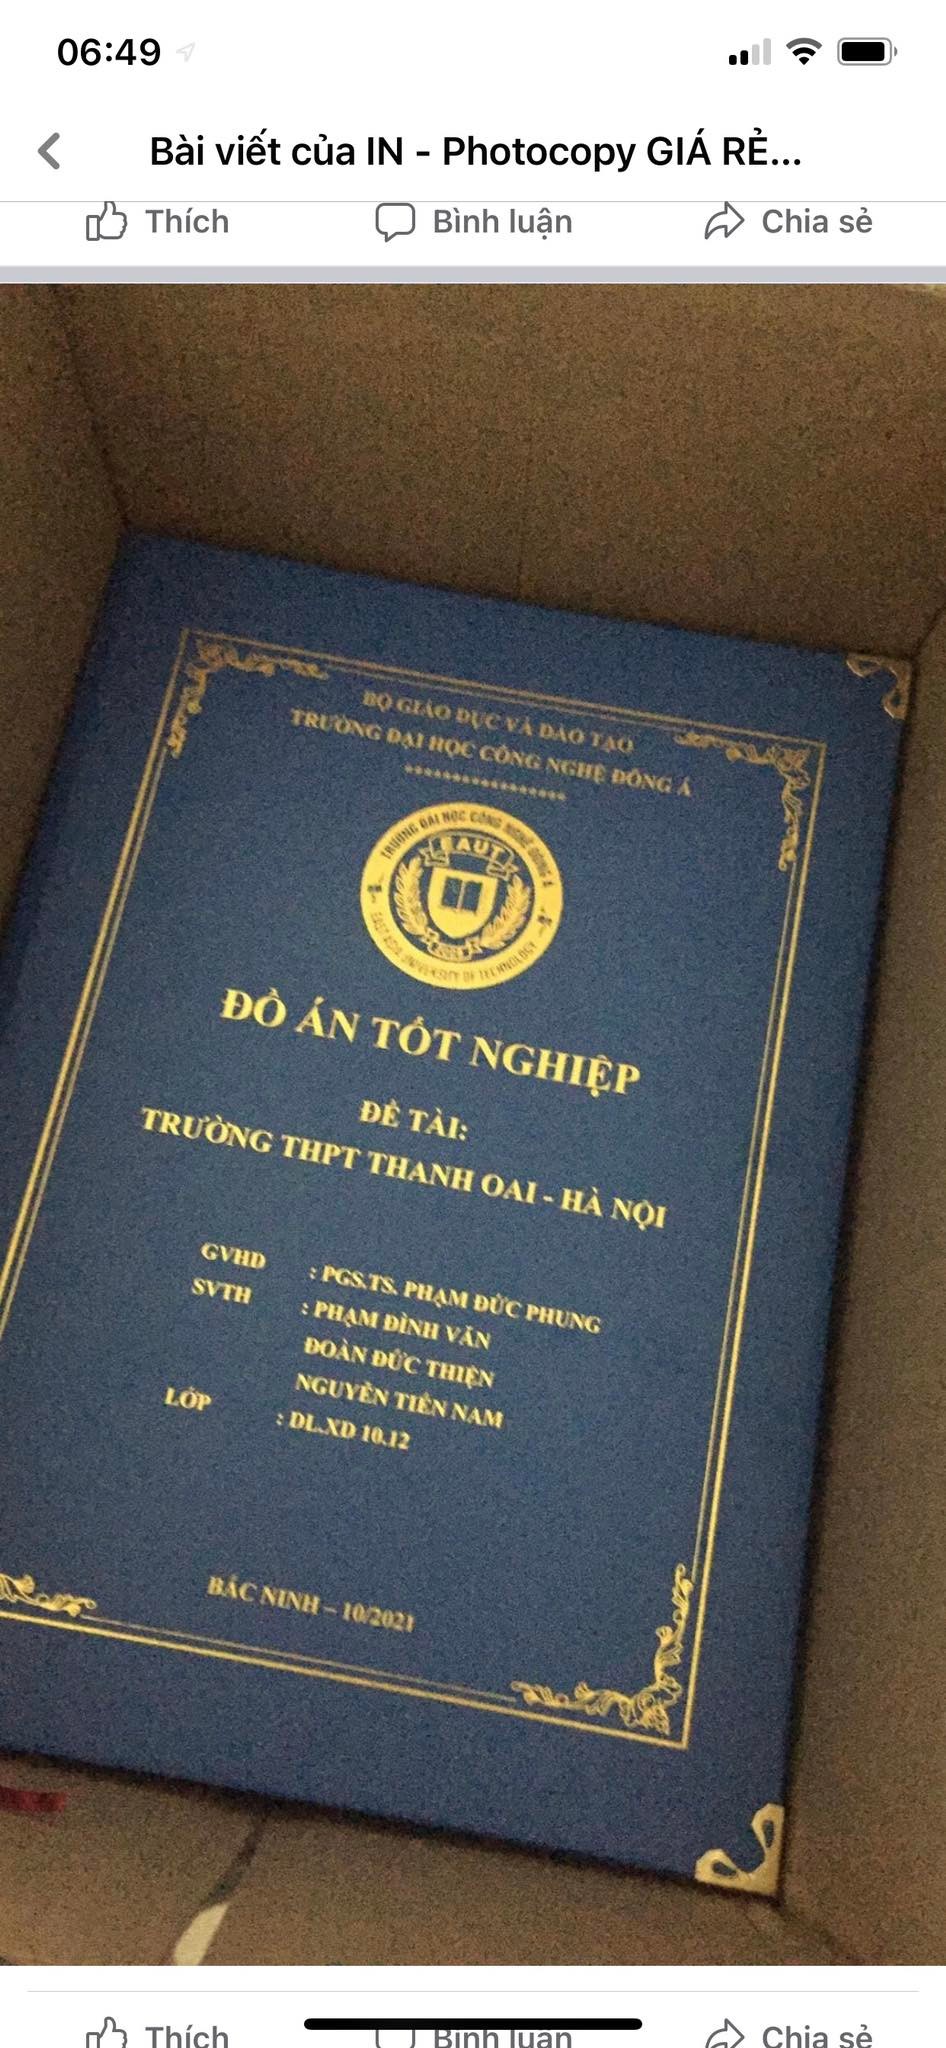 06:49
Bài viết của IN - Photocopy GIÁ RẺ...
Thích Bình luận Chia sẻ
BỘ GIÁO DỤC VÀ ĐÀO TẠO
TRƯỜNG ĐẠI HỌC CÔNG NGHỆ ĐÔNG Á
*****************
TRƯỜNG ĐẠI HỌC CÔNG NGHỆ ĐÔNG Á
EAUT
EAST ASIA UNIVERSITY OF TECHNOLOGY
ĐỒ ÁN TỐT NGHIỆP
ĐỀ TÀI:
TRƯỜNG THPT THANH OAI - HÀ NỘI
GVHD : PGS.TS. PHẠM ĐỨC PHUNG
SVTH : PHẠM ĐÌNH VĂN
ĐOÀN ĐỨC THIỆN
NGUYỄN TIẾN NAM
LỚP : DL.XD 10.12
BẮC NINH – 10/2021
Thích Bình luận Chia sẻ